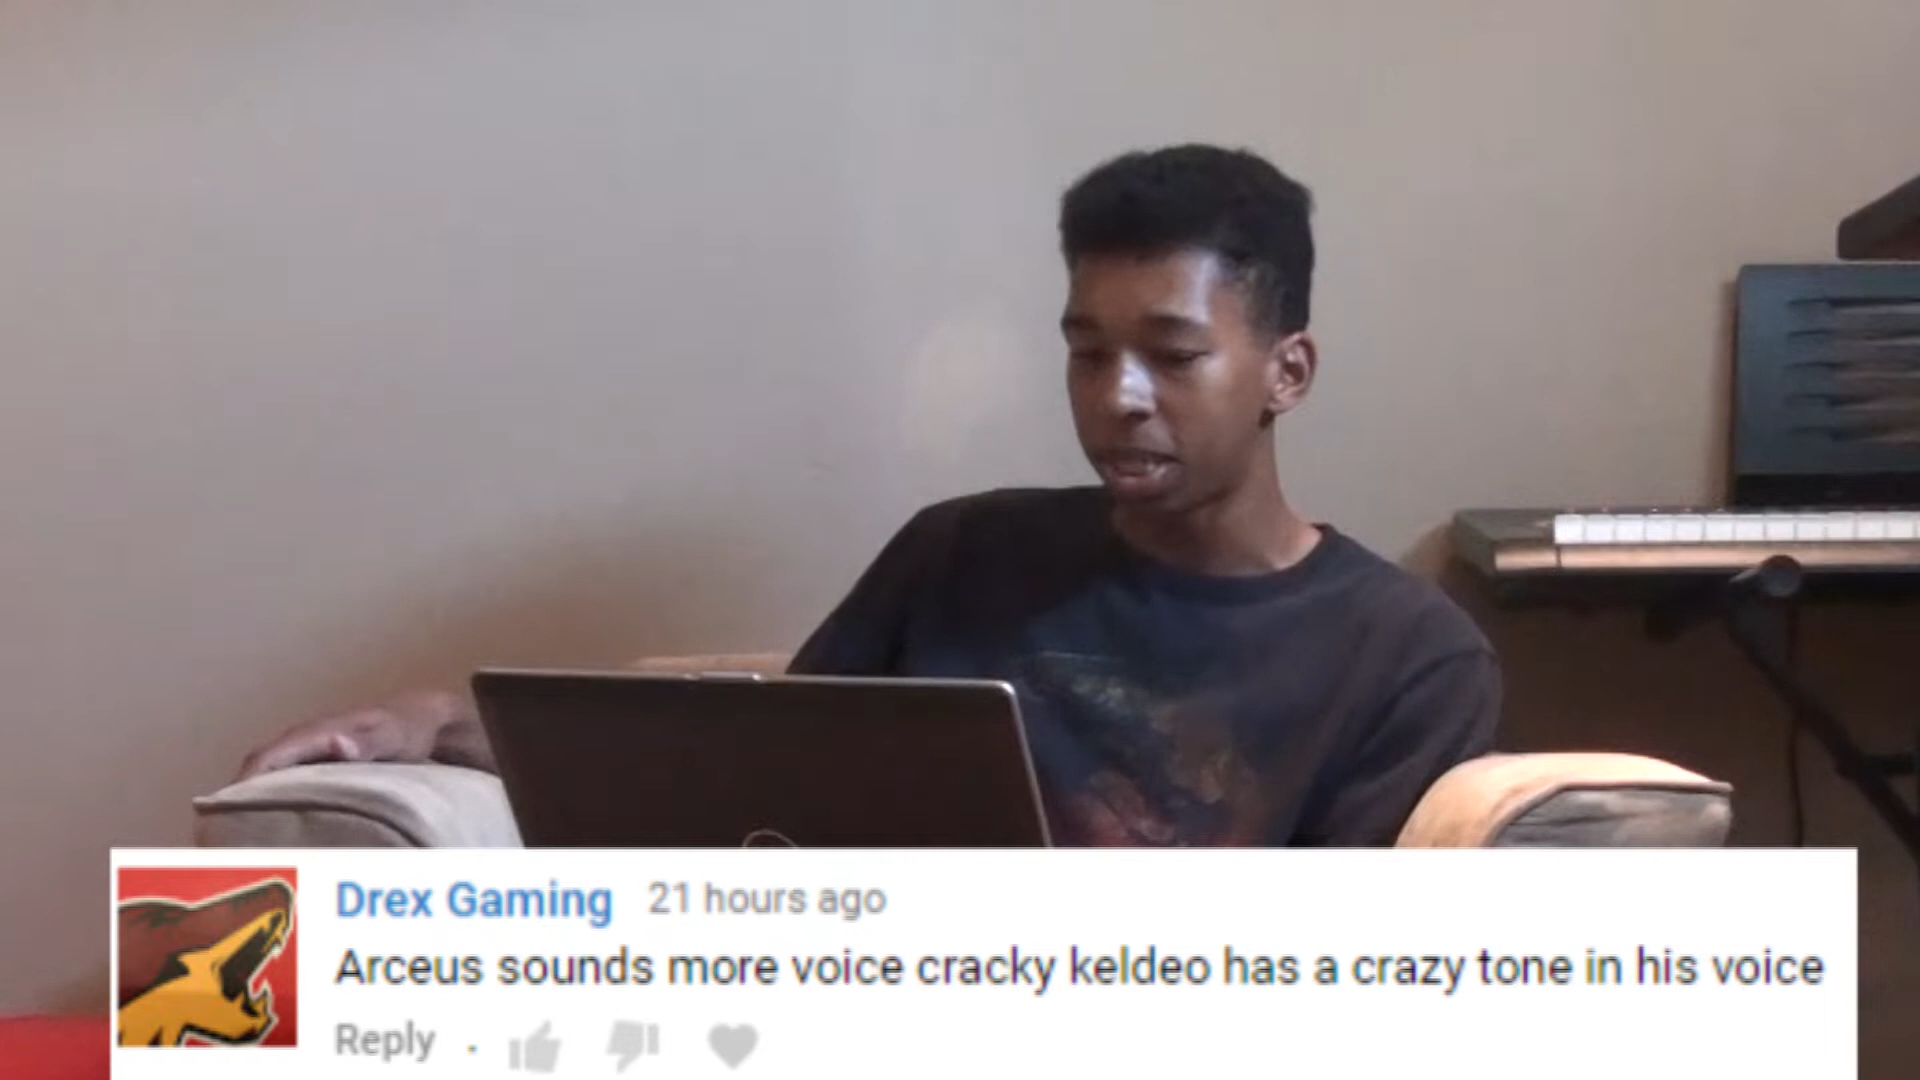 Drex Gaming 21 hours ago
Arceus sounds more voice cracky keldeo has a crazy tone in his voice
Reply